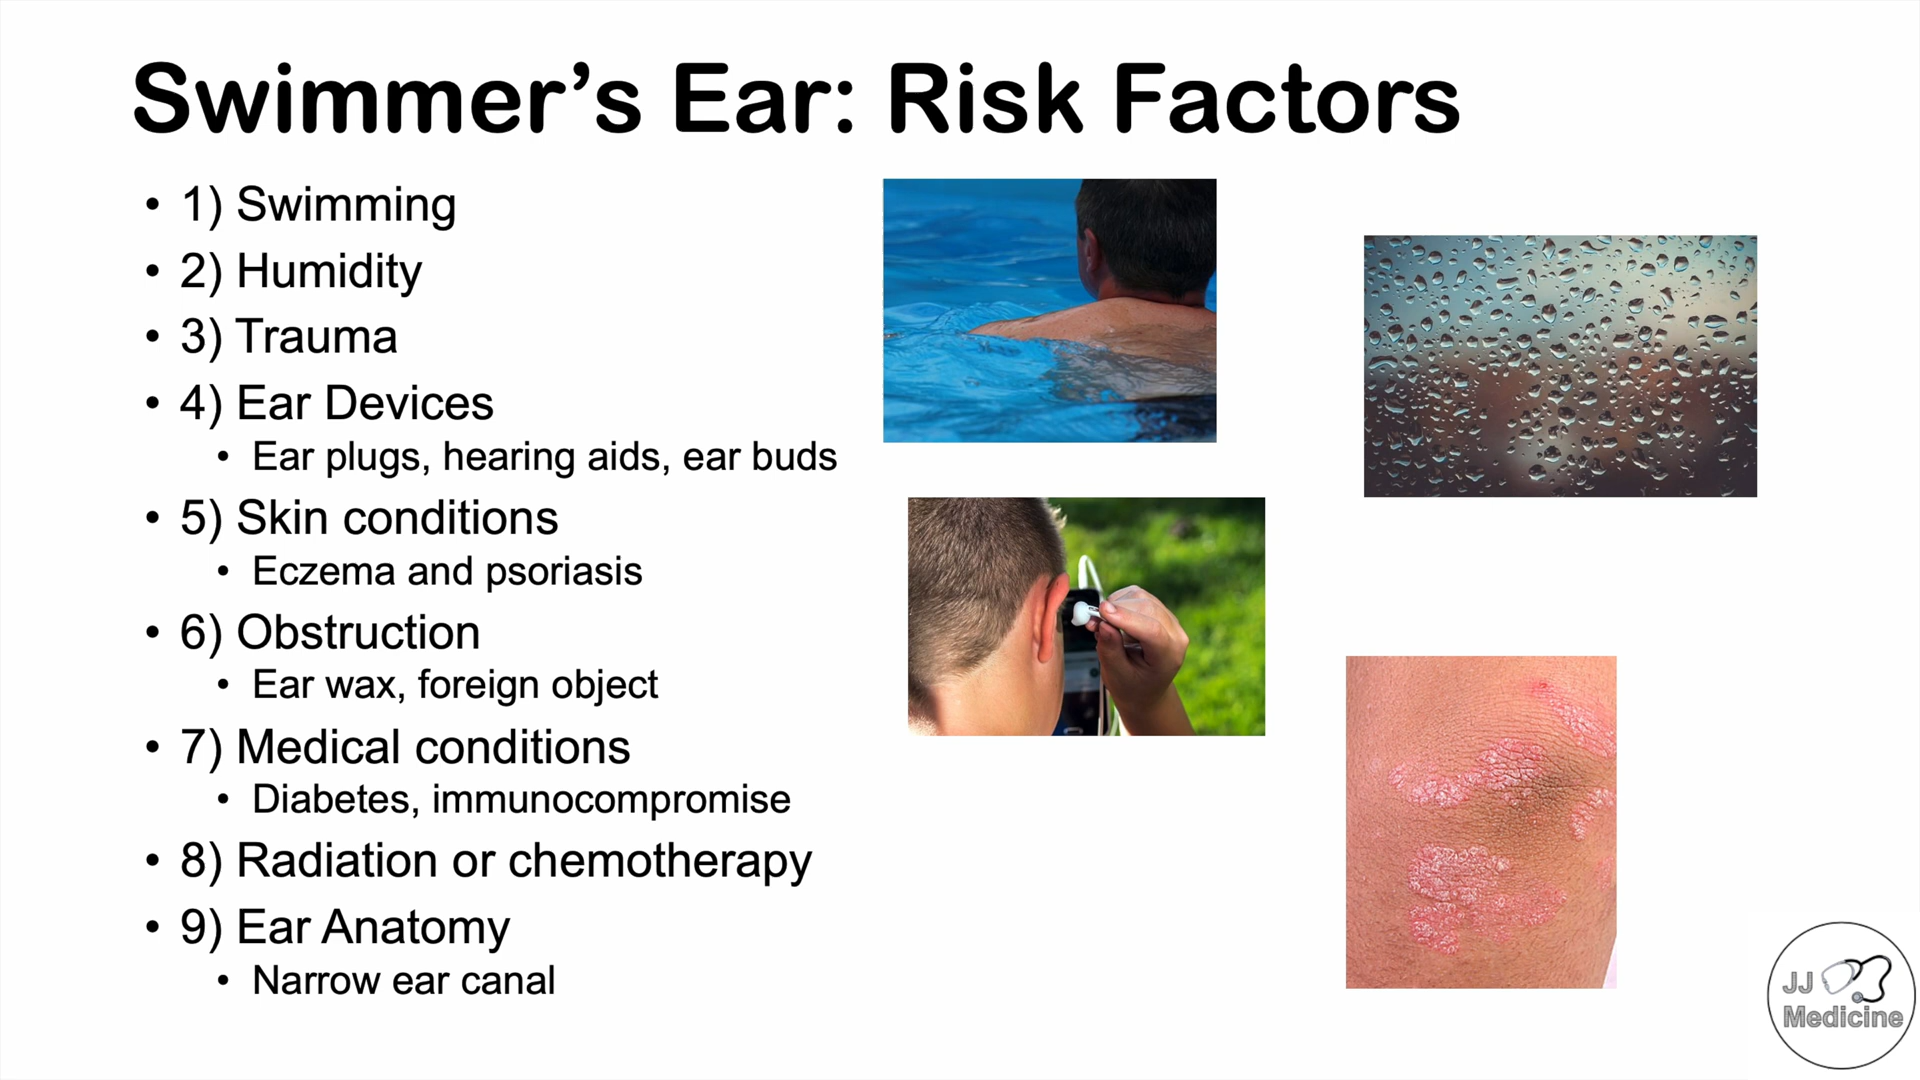 Swimmer’s Ear: Risk Factors
• 1) Swimming
• 2) Humidity
• 3) Trauma
• 4) Ear Devices
• Ear plugs, hearing aids, ear buds
• 5) Skin conditions
• Eczema and psoriasis
• 6) Obstruction
• Ear wax, foreign object
• 7) Medical conditions
• Diabetes, immunocompromise
• 8) Radiation or chemotherapy
• 9) Ear Anatomy
• Narrow ear canal
JJ
Medicine